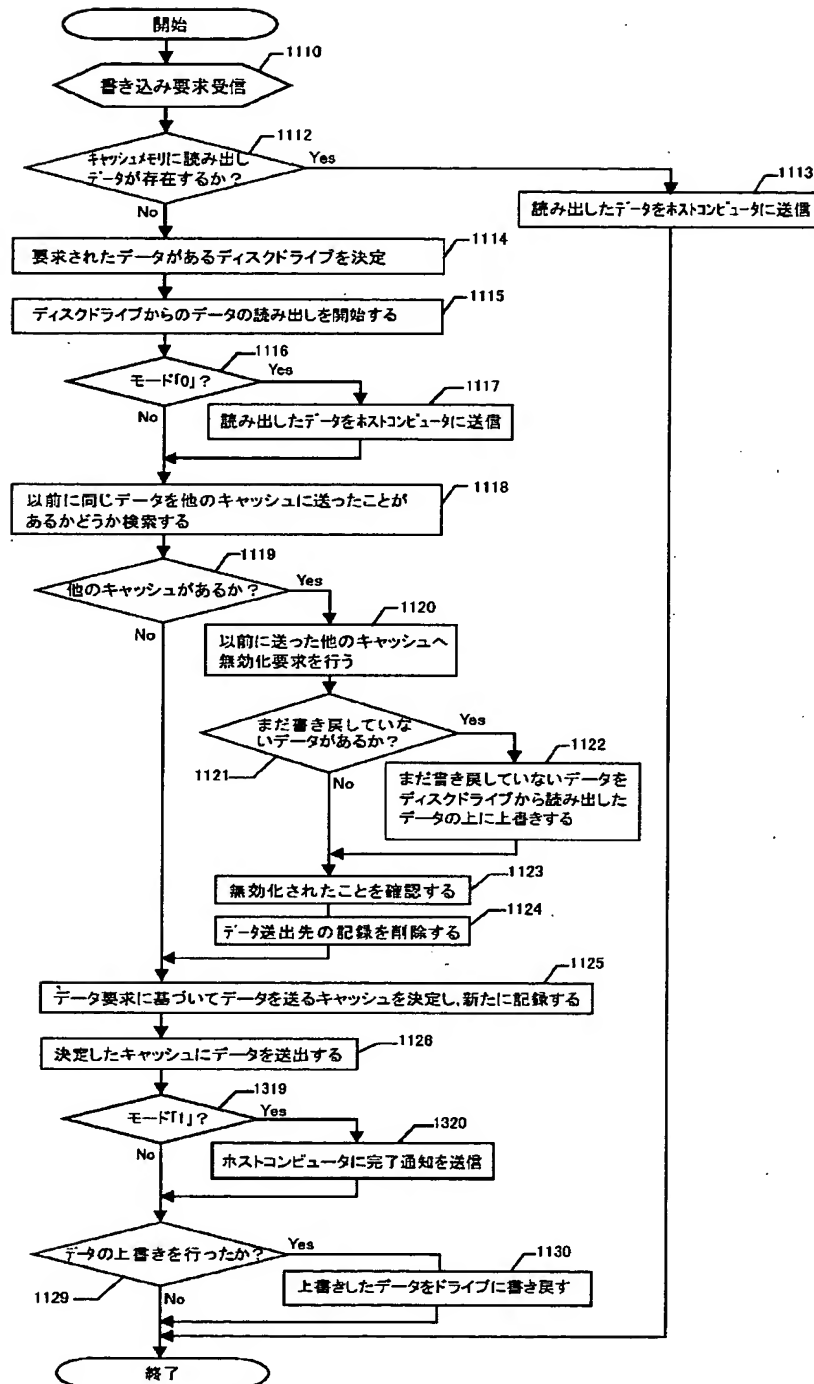 開始
1110
書き込み要求受信
1112
キャッシュメモリに読み出し
データが存在するか？
Yes
No
1113
読み出したデータをホストコンピュータに送信
1114
要求されたデータがあるディスクドライブを決定
1115
ディスクドライブからのデータの読み出しを開始する
1116
モード「0」？
Yes
No
1117
読み出したデータをホストコンピュータに送信
1118
以前に同じデータを他のキャッシュに送ったことが
あるかどうか検索する
1119
他のキャッシュがあるか？
Yes
No
1120
以前に送った他のキャッシュへ
無効化要求を行う
まだ書き戻していな
いデータがあるか？
Yes
1121
No
1122
まだ書き戻していないデータを
ディスクドライブから読み出した
データの上に上書きする
1123
無効化されたことを確認する
1124
データ送出先の記録を削除する
1125
データ要求に基づいてデータを送るキャッシュを決定し、新たに記録する
1126
決定したキャッシュにデータを送出する
1319
モード「1」？
Yes
No
1320
ホストコンピュータに完了通知を送信
データの上書きを行ったか？
Yes
1129
No
1130
上書きしたデータをドライブに書き戻す
終了